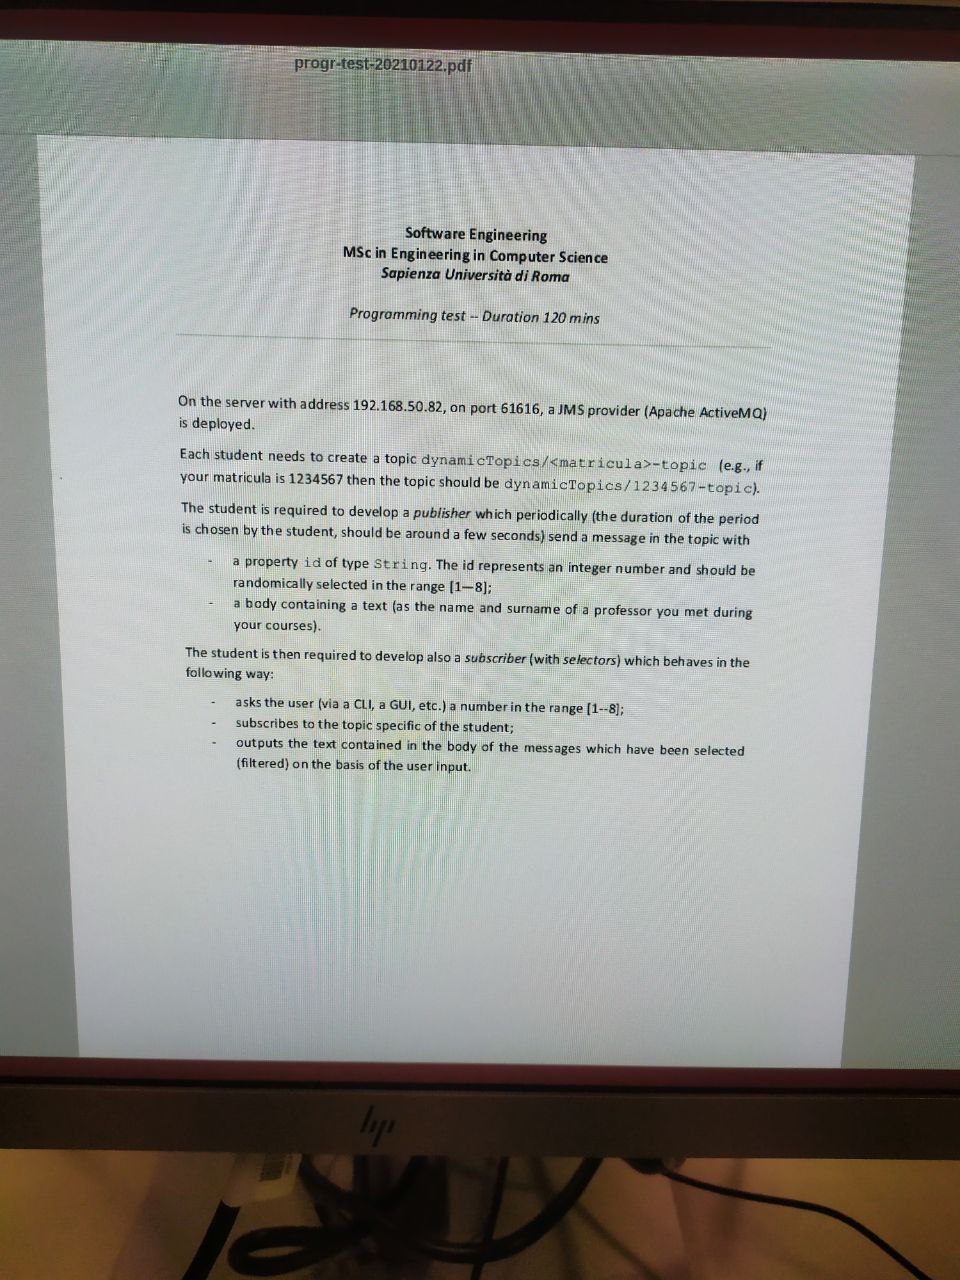 progr-test-20210122.pdf
Software Engineering
MSc in Engineering in Computer Science
Sapienza Università di Roma
Programming test -- Duration 120 mins
On the server with address 192.168.50.82, on port 61616, a JMS provider (Apache ActiveMQ)
is deployed.
Each student needs to create a topic dynamicTopics/<matricula>-topic (e.g., if
your matricula is 1234567 then the topic should be dynamicTopics/1234567-topic).
The student is required to develop a publisher which periodically (the duration of the period
is chosen by the student, should be around a few seconds) send a message in the topic with
- a property id of type String. The id represents an integer number and should be
randomically selected in the range [1—8];
- a body containing a text (as the name and surname of a professor you met during
your courses).
The student is then required to develop also a subscriber (with selectors) which behaves in the
following way:
- asks the user (via a CLI, a GUI, etc.) a number in the range [1--8];
- subscribes to the topic specific of the student;
- outputs the text contained in the body of the messages which have been selected
(filtered) on the basis of the user input.
hp